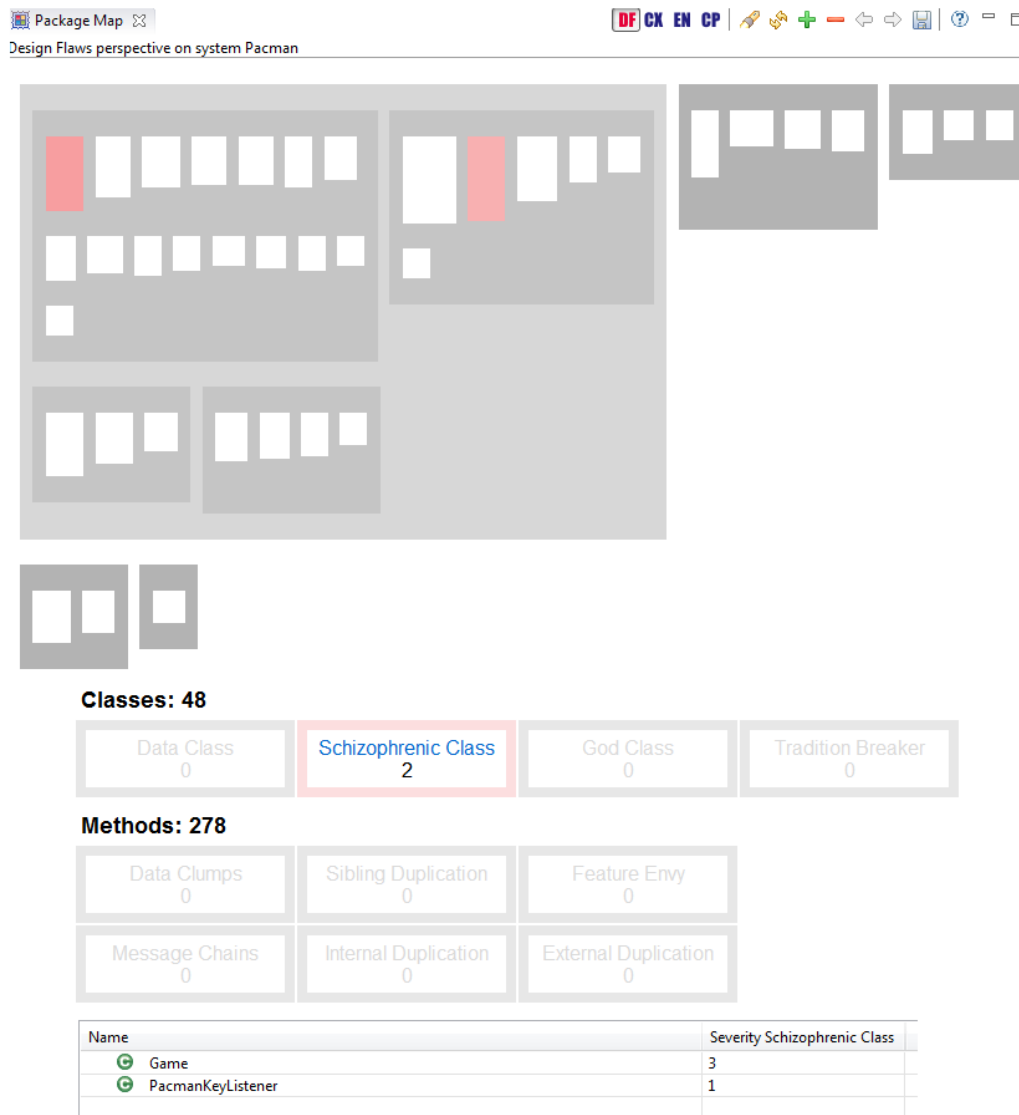 Package Map
DF CX EN CP
Design Flaws perspective on system Pacman
Classes: 48
Data Class Schizophrenic Class God Class Tradition Breaker
0 2 0 0
Methods: 278
Data Clumps Sibling Duplication Feature Envy
0 0 0
Message Chains Internal Duplication External Duplication
0 0 0
Name Severity Schizophrenic Class
C Game 3
C PacmanKeyListener 1